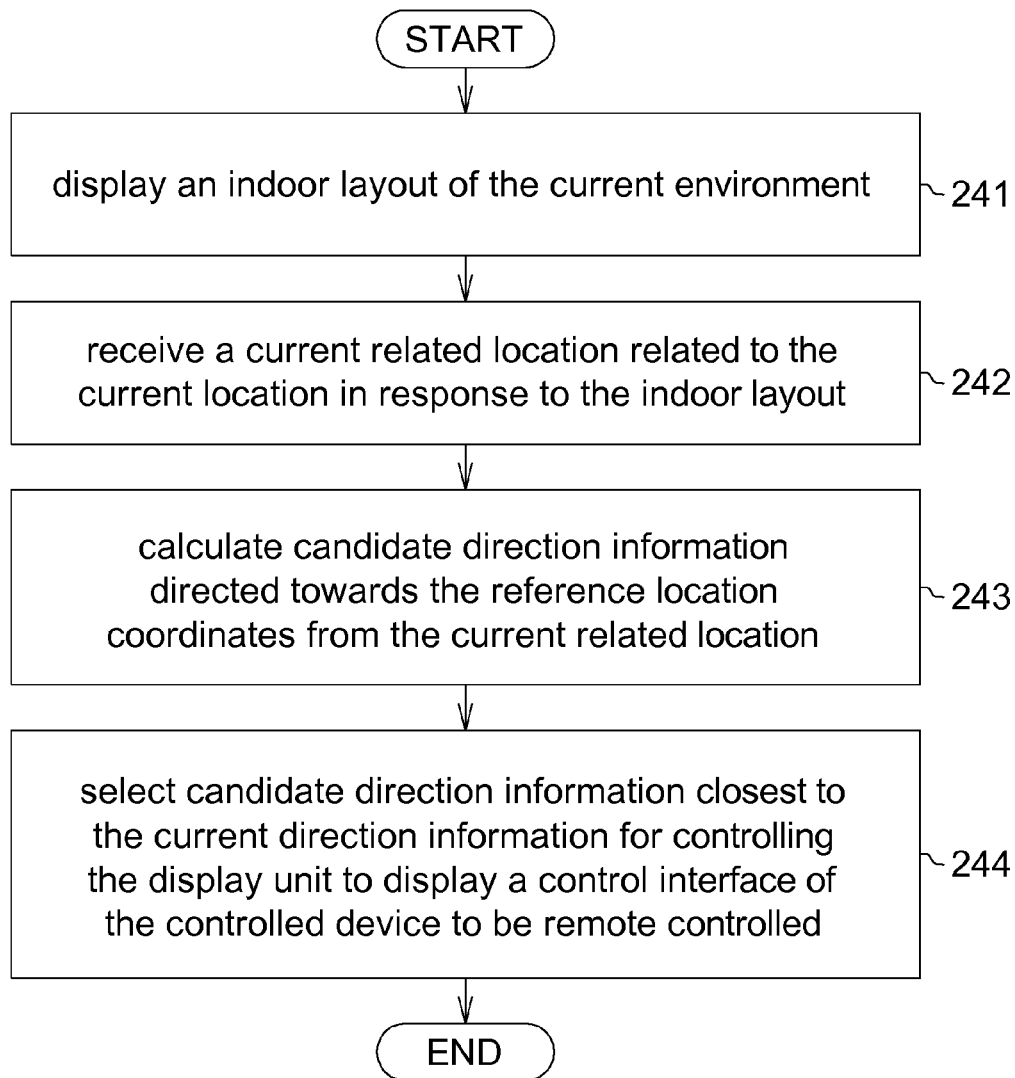 START
display an indoor layout of the current environment
241
receive a current related location related to the
current location in response to the indoor layout
242
calculate candidate direction information
directed towards the reference location
coordinates from the current related location
243
select candidate direction information closest to
the current direction information for controlling
the display unit to display a control interface of
the controlled device to be remote controlled
244
END